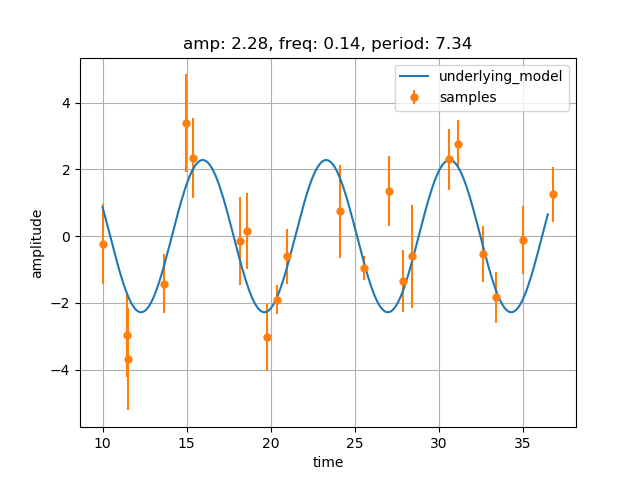 amp: 2.28, freq: 0.14, period: 7.34
underlying_model
samples
amplitude
4
2
0
−2
−4
10 15 20 25 30 35
time